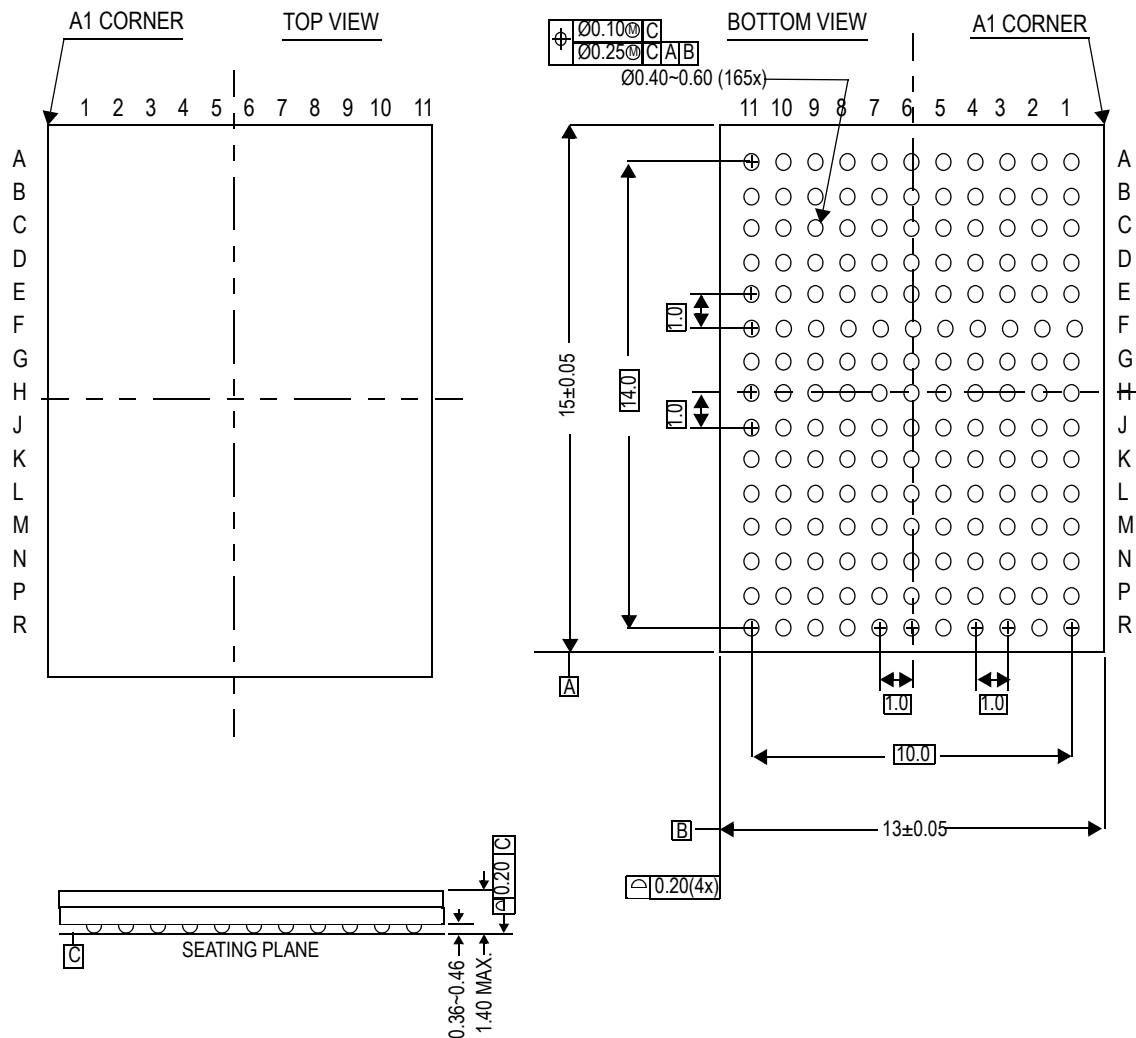 A1 CORNER
TOP VIEW
BOTTOM VIEW
A1 CORNER
Ø0.10Ⓜ C
Ø0.25Ⓜ C A B
Ø0.40~0.60 (165x)
1 2 3 4 5 6 7 8 9 10 11
11 10 9 8 7 6 5 4 3 2 1
A
B
C
D
E
F
G
H
J
K
L
M
N
P
R
A
B
C
D
E
F
G
H
J
K
L
M
N
P
R
15±0.05
14.0
1.0
1.0
A
1.0
1.0
10.0
B
13±0.05
0.20(4x)
0.20 C
C
SEATING PLANE
0.36~0.46
1.40 MAX.